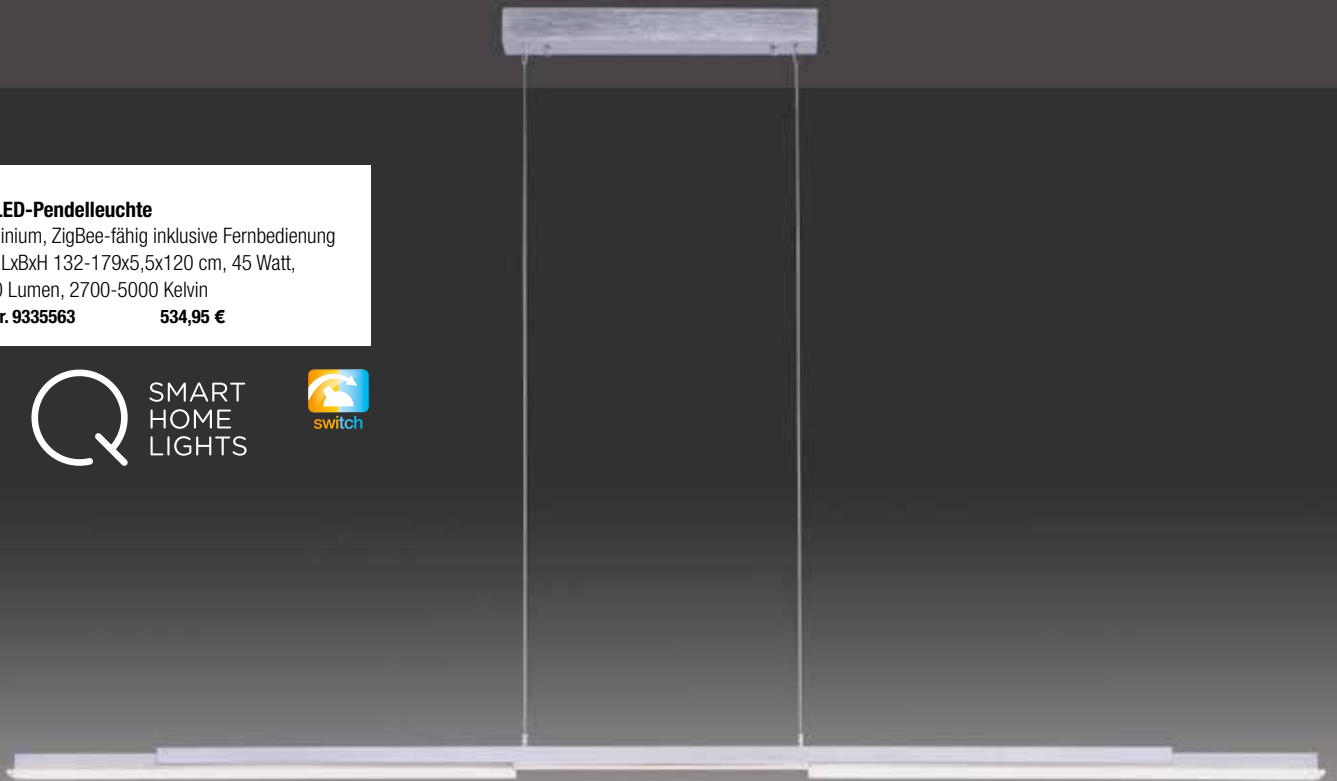 LED-Pendelleuchte
inium, ZigBee-fähig inklusive Fernbedienung
LxBxH 132-179x5,5x120 cm, 45 Watt,
0 Lumen, 2700-5000 Kelvin
r. 9335563 534,95 €
SMART
HOME
LIGHTS
switch